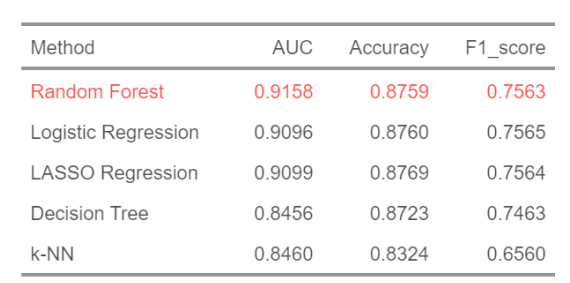 Method AUC Accuracy F1_score
Random Forest 0.9158 0.8759 0.7563
Logistic Regression 0.9096 0.8760 0.7565
LASSO Regression 0.9099 0.8769 0.7564
Decision Tree 0.8456 0.8723 0.7463
k-NN 0.8460 0.8324 0.6560